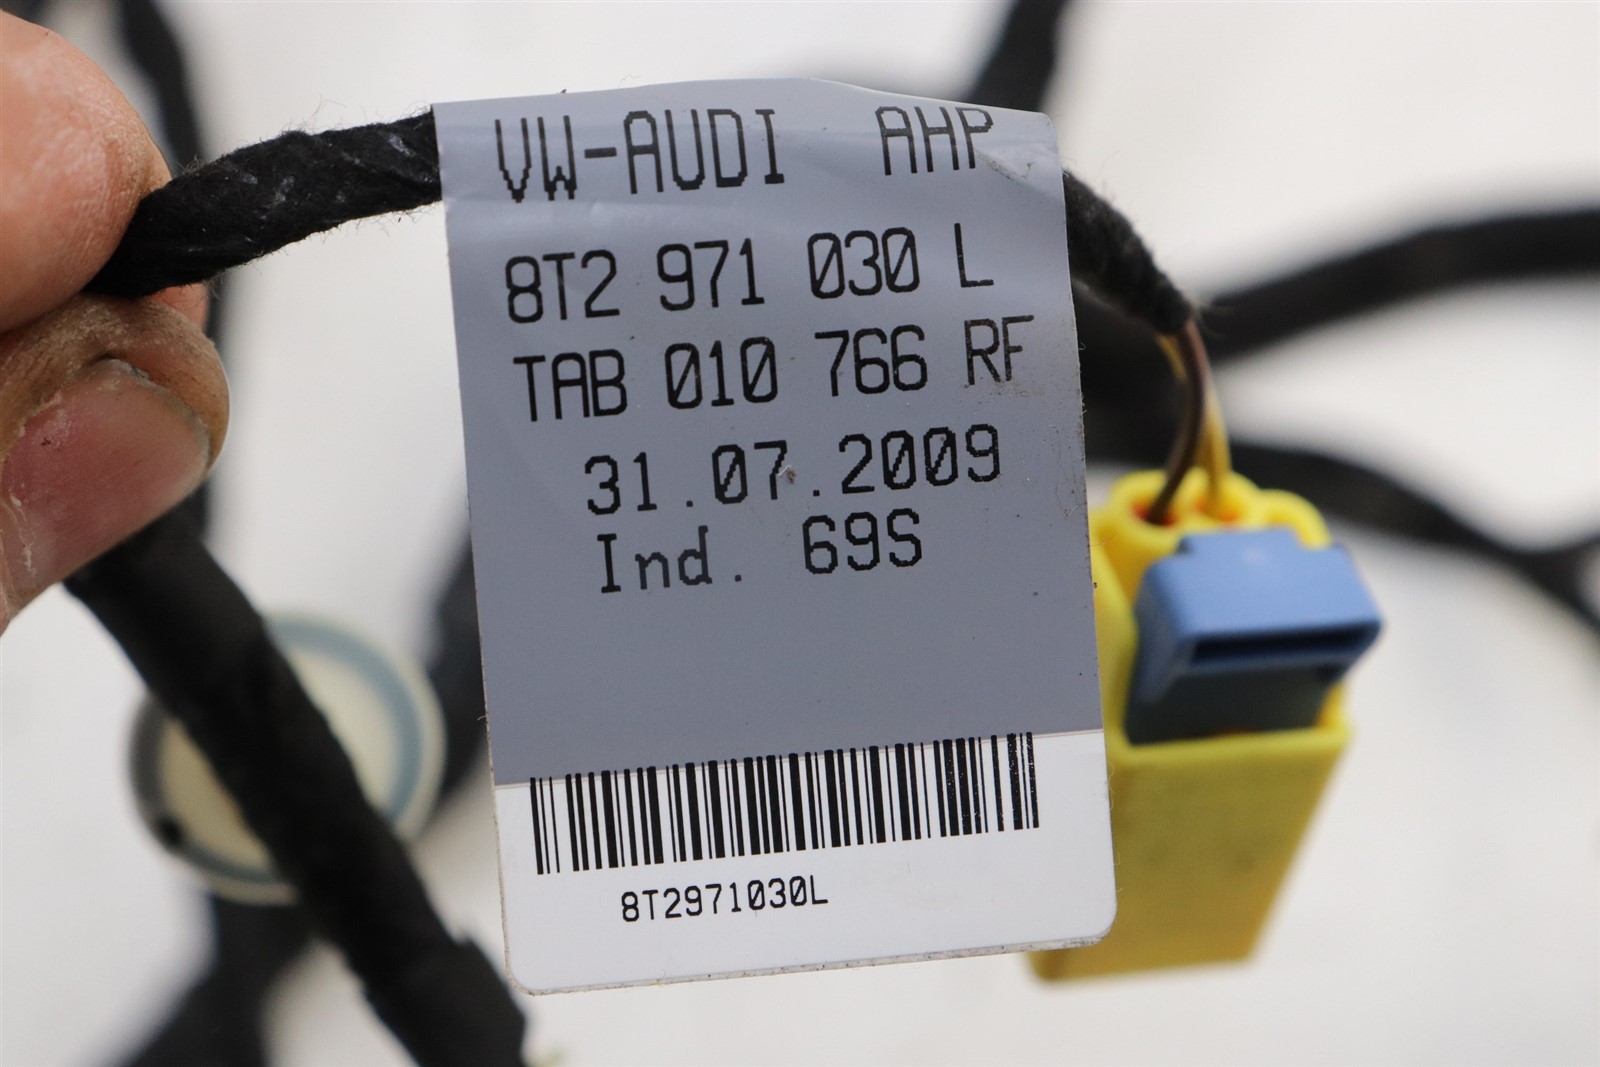 VW-AUDI AHP
8T2 971 030 L
TAB 010 766 RF
31.07.2009
Ind. 69S
8T2971030L